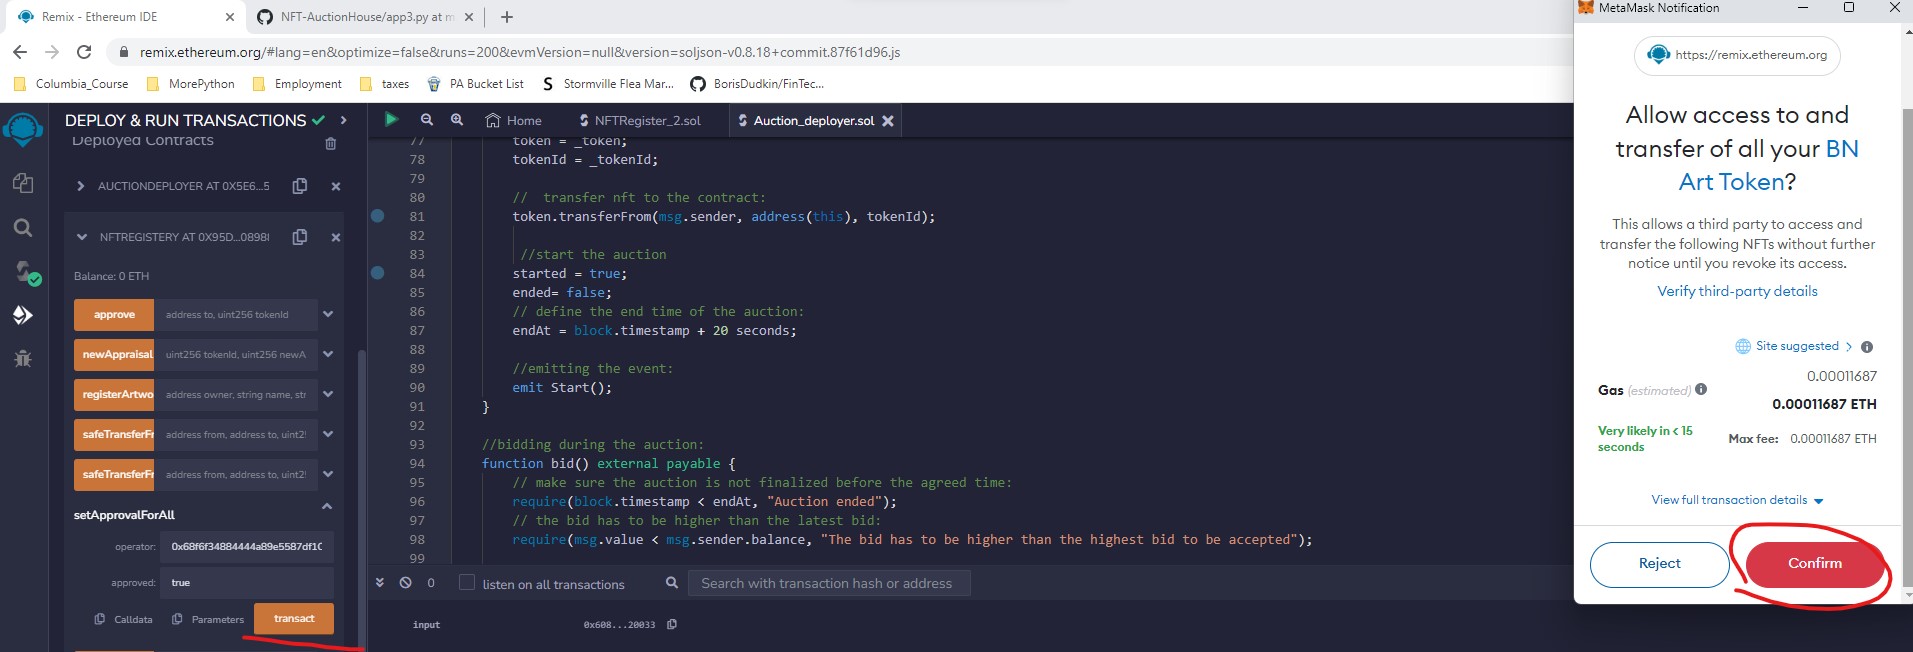 Remix - Ethereum IDE
NFT-AuctionHouse/app3.py at m
remix.ethereum.org/#lang=en&optimize=false&runs=200&evmVersion=null&version=soljson-v0.8.18+commit.87f61d96.js
Columbia_Course
MorePython
Employment
taxes
PA Bucket List
Stormville Flea Mar...
BorisDudkin/FinTec...
DEPLOY & RUN TRANSACTIONS
Deployed Contracts
AUCTIONDEPLOYER AT 0X5E6...5
NFTREGISTERY AT 0X95D...0898
Balance: 0 ETH
approve
address to, uint256 tokenId
newAppraisal
uint256 tokenId, uint256 newA
registerArtwo
address owner, string name, str
safeTransferFr
address from, address to, uint2
safeTransferFr
address from, address to, uint2
setApprovalForAll
operator: 0x68f6f34884444a89e5587df1C
approved: true
Calldata
Parameters
transact
Home
NFTRegister_2.sol
Auction_deployer.sol
77 token = _token;
78 tokenId = _tokenId;
79
80 // transfer nft to the contract:
81 token.transferFrom(msg.sender, address(this), tokenId);
82
83 //start the auction
84 started = true;
85 ended= false;
86 // define the end time of the auction:
87 endAt = block.timestamp + 20 seconds;
88
89 //emitting the event:
90 emit Start();
91 }
92
93 //bidding during the auction:
94 function bid() external payable {
95 // make sure the auction is not finalized before the agreed time:
96 require(block.timestamp < endAt, "Auction ended");
97 // the bid has to be higher than the latest bid:
98 require(msg.value < msg.sender.balance, "The bid has to be higher than the highest bid to be accepted");
99
0
listen on all transactions
Search with transaction hash or address
input 0x608...20033
MetaMask Notification
https://remix.ethereum.org
Allow access to and
transfer of all your BN
Art Token?
This allows a third party to access and
transfer the following NFTs without further
notice until you revoke its access.
Verify third-party details
Site suggested
Gas (estimated)
0.00011687
0.00011687 ETH
Very likely in < 15
seconds
Max fee: 0.00011687 ETH
View full transaction details
Reject
Confirm